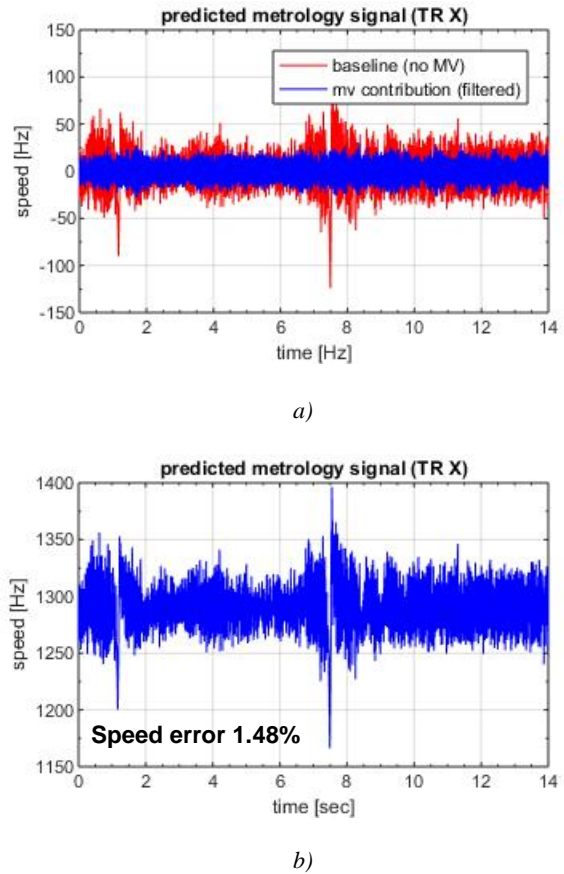 predicted metrology signal (TR X)
150
100
50
0
-50
-100
-150
speed [Hz]
baseline (no MV)
mv contribution (filtered)
0 2 4 6 8 10 12 14
time [Hz]
a)
predicted metrology signal (TR X)
1400
1350
1300
1250
1200
1150
speed [Hz]
Speed error 1.48%
0 2 4 6 8 10 12 14
time [sec]
b)